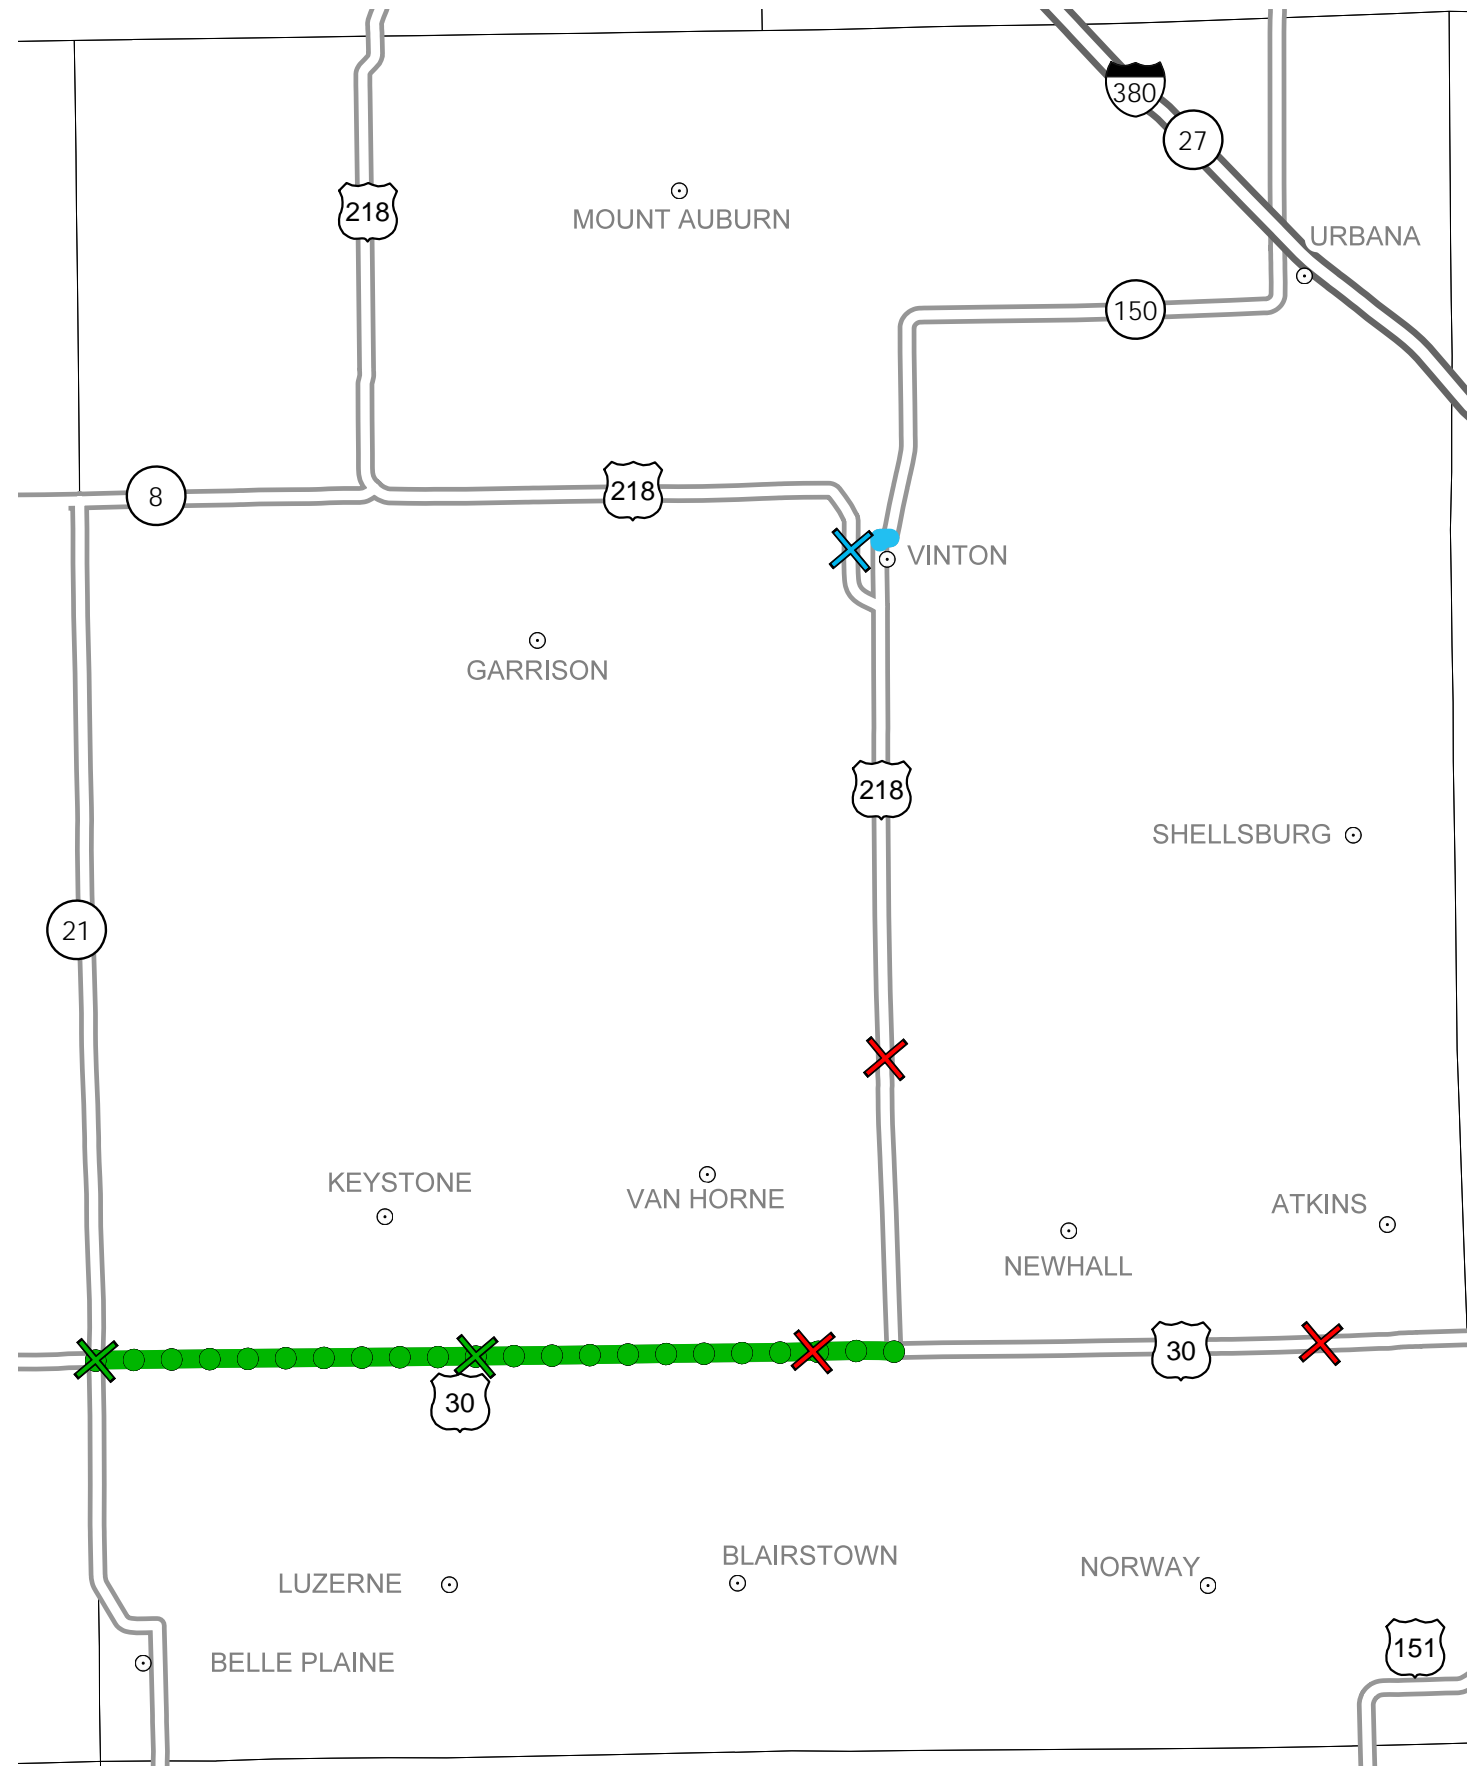 380
27
218
MOUNT AUBURN
URBANA
150
8
218
VINTON
GARRISON
218
SHELLSBURG
21
KEYSTONE
VAN HORNE
ATKINS
NEWHALL
30
30
BLAIRSTOWN
NORWAY
LUZERNE
151
BELLE PLAINE